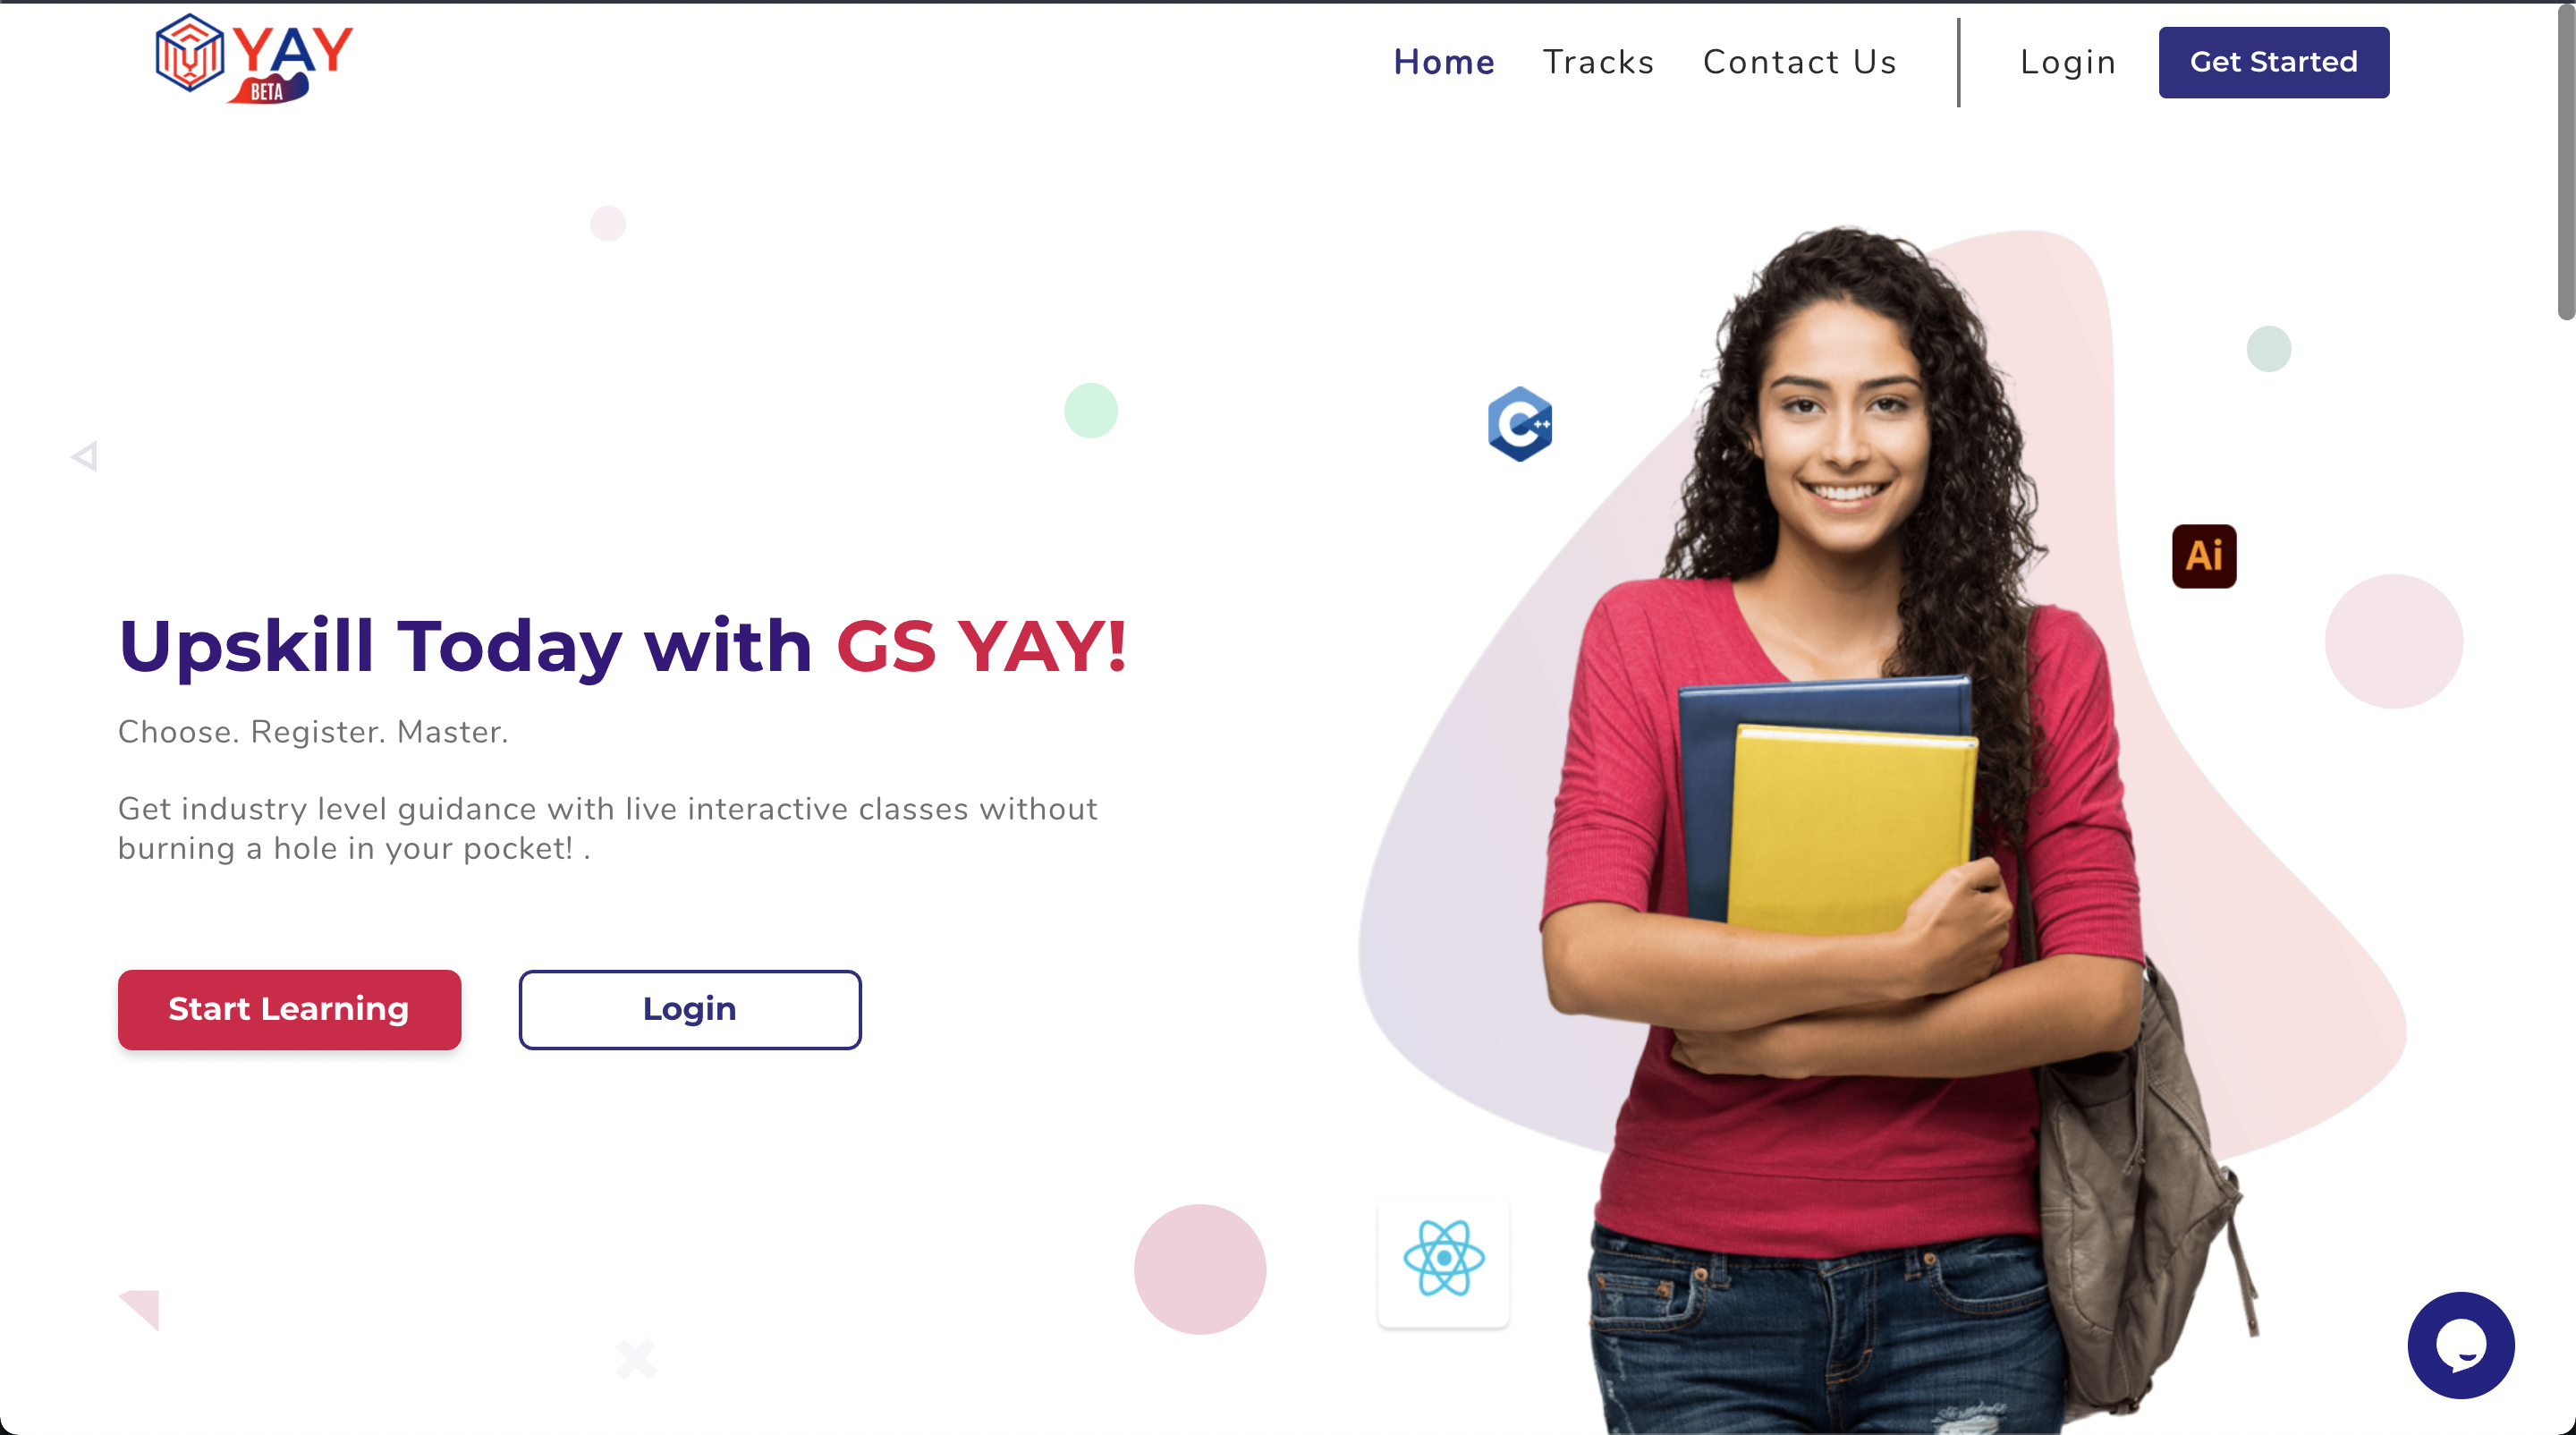 YAY
BETA
Home
Tracks
Contact Us
Login
Get Started
C++
Ai
Upskill Today with GS YAY!
Choose. Register. Master.
Get industry level guidance with live interactive classes without
burning a hole in your pocket! .
Start Learning
Login